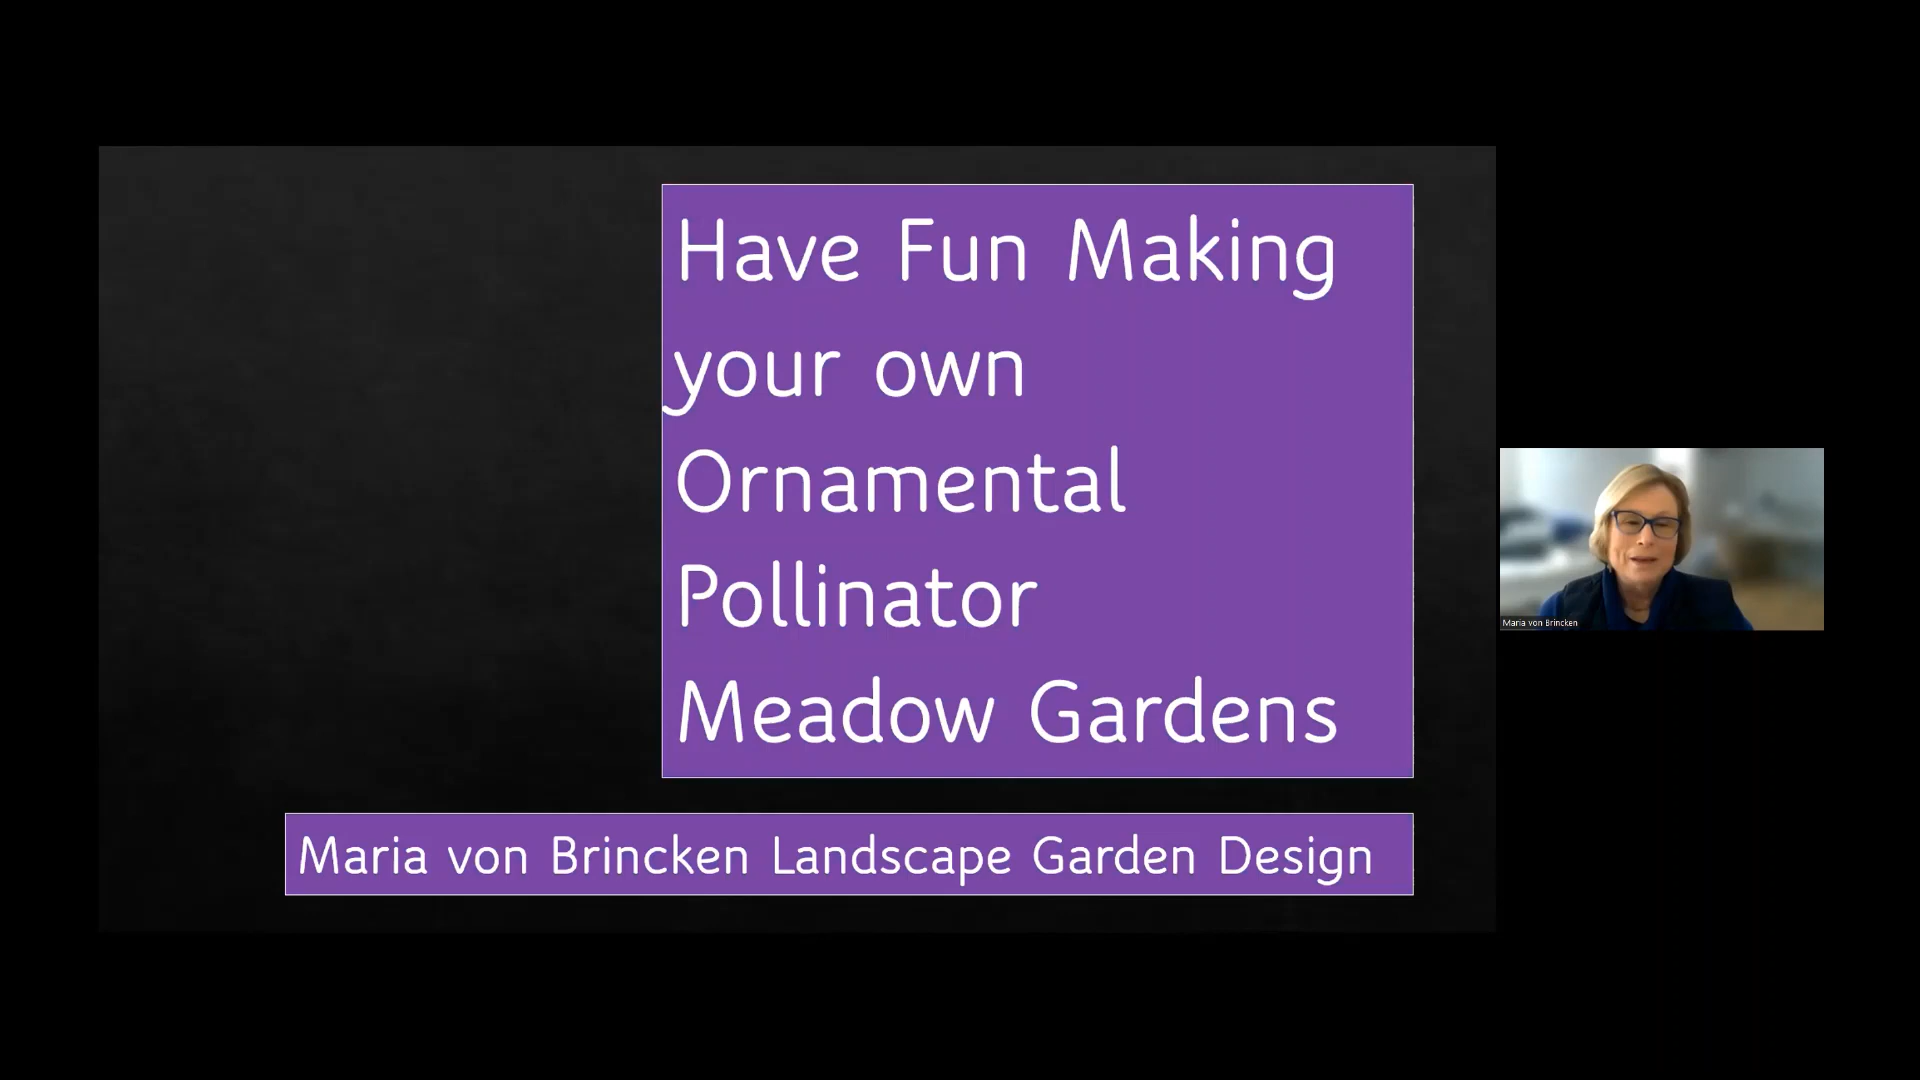 Have Fun Making
your own
Ornamental
Pollinator
Meadow Gardens
Maria von Brincken Landscape Garden Design
Maria von Brincken